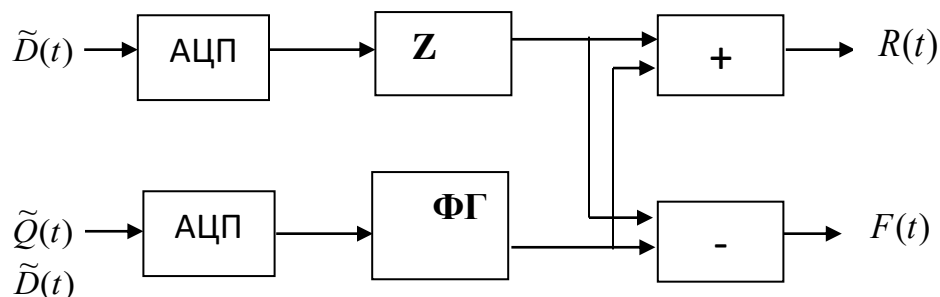 D̃(t) АЦП Z + R(t)
Q̃(t) АЦП ФГ - F(t)
D̃(t)